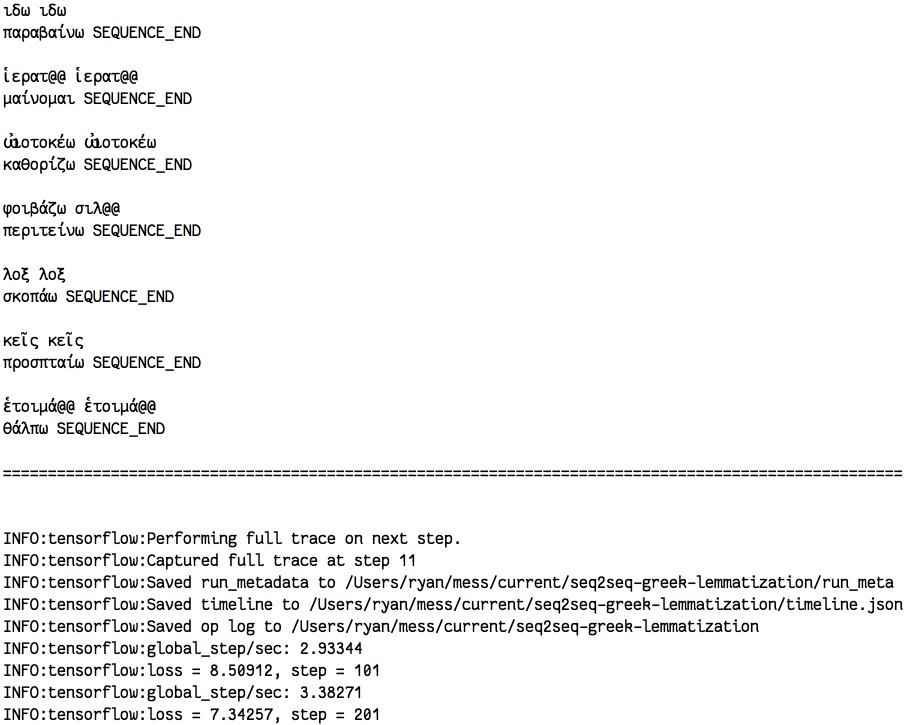 ιδω ιδω
παραβαίνω SEQUENCE_END
ἱερατ@@ ἱερατ@@
μαίνομαι SEQUENCE_END
ᾠοτοκέω ᾠοτοκέω
καθορίζω SEQUENCE_END
φοιβάζω σιλ@@
περιτείνω SEQUENCE_END
λοξ λοξ
σκοπάω SEQUENCE_END
κεῖς κεῖς
προσπταίω SEQUENCE_END
ἑτοιμά@@ ἑτοιμά@@
θάλπω SEQUENCE_END
====================================================================================================
INFO:tensorflow:Performing full trace on next step.
INFO:tensorflow:Captured full trace at step 11
INFO:tensorflow:Saved run_metadata to /Users/ryan/mess/current/seq2seq-greek-lemmatization/run_meta
INFO:tensorflow:Saved timeline to /Users/ryan/mess/current/seq2seq-greek-lemmatization/timeline.json
INFO:tensorflow:Saved op log to /Users/ryan/mess/current/seq2seq-greek-lemmatization
INFO:tensorflow:global_step/sec: 2.93344
INFO:tensorflow:loss = 8.50912, step = 101
INFO:tensorflow:global_step/sec: 3.38271
INFO:tensorflow:loss = 7.34257, step = 201